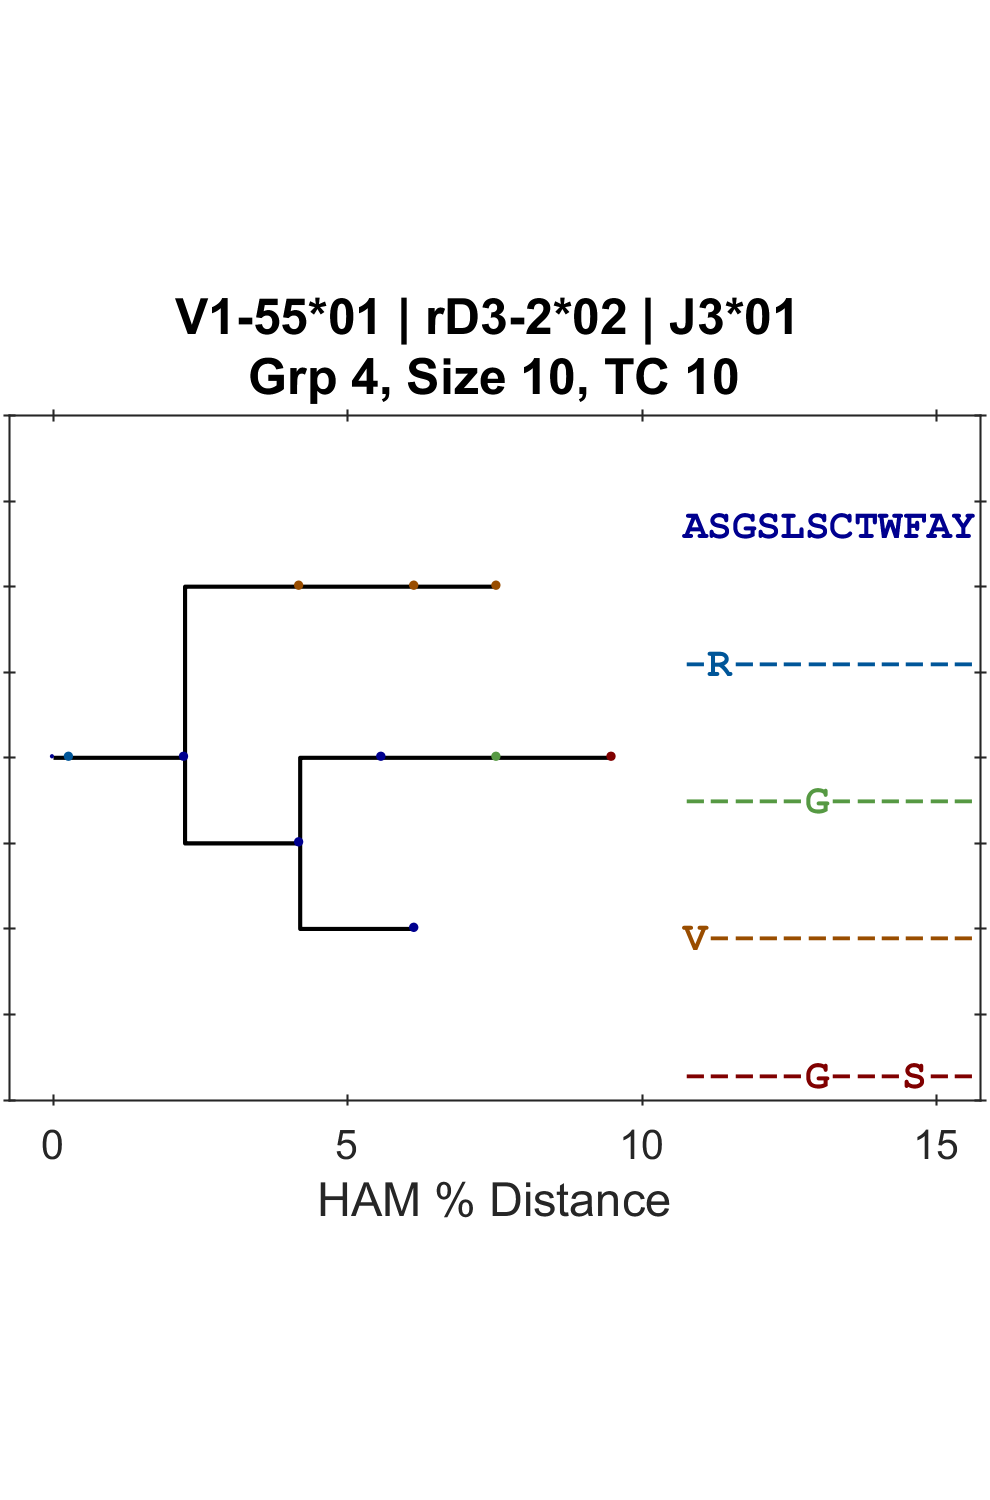 V1-55*01 | rD3-2*02 | J3*01
Grp 4, Size 10, TC 10
ASGSLSCTWFAY
-R----------
-----G------
V-----------
-----G---S--
0 5 10 15
HAM % Distance